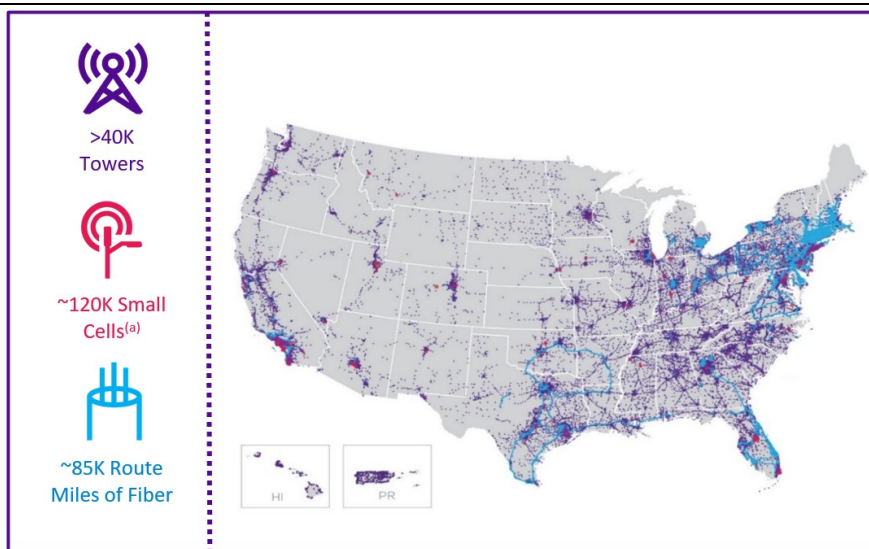 >40K
Towers
~120K Small
Cells(a)
~85K Route
Miles of Fiber
HI
PR